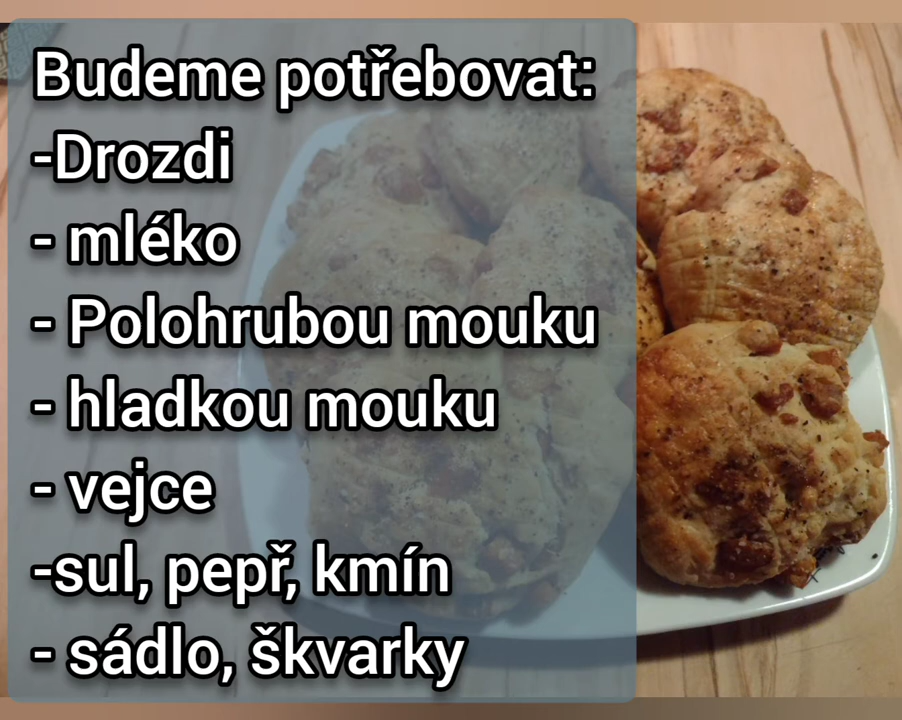 Budeme potřebovat:
-Drozdi
- mléko
- Polohrubou mouku
- hladkou mouku
- vejce
-sul, pepř, kmín
- sádlo, škvarky